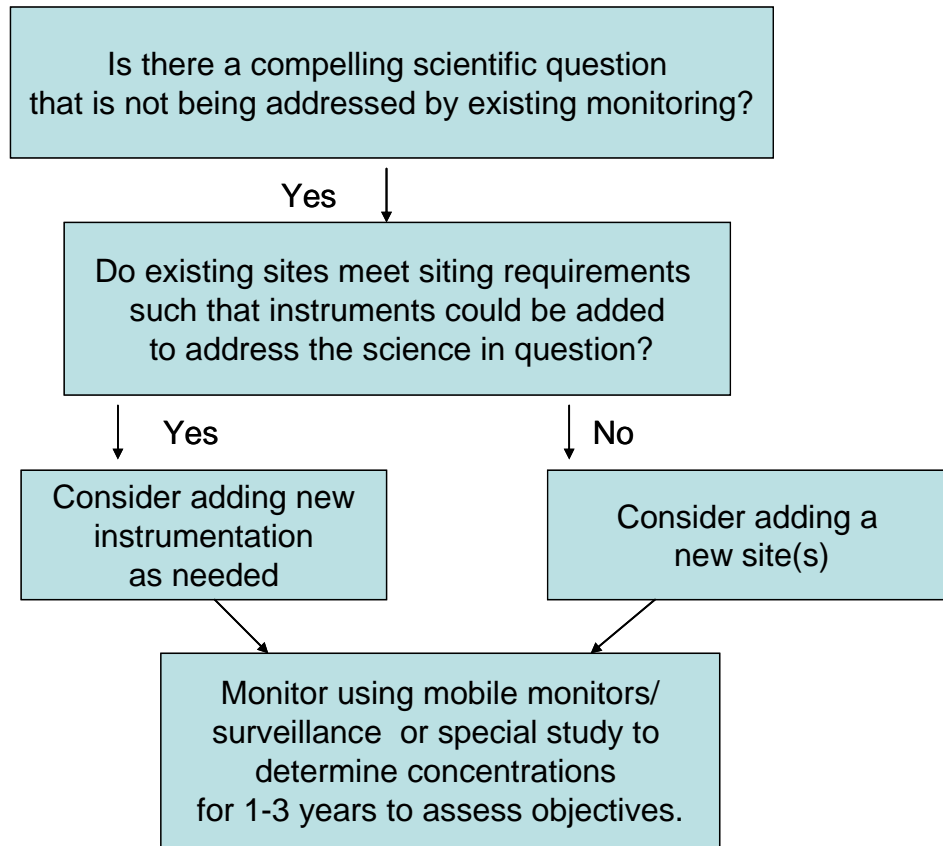 Is there a compelling scientific question
that is not being addressed by existing monitoring?
Yes
Do existing sites meet siting requirements
such that instruments could be added
to address the science in question?
Yes
No
Consider adding new
instrumentation
as needed
Consider adding a
new site(s)
Monitor using mobile monitors/
surveillance or special study to
determine concentrations
for 1-3 years to assess objectives.